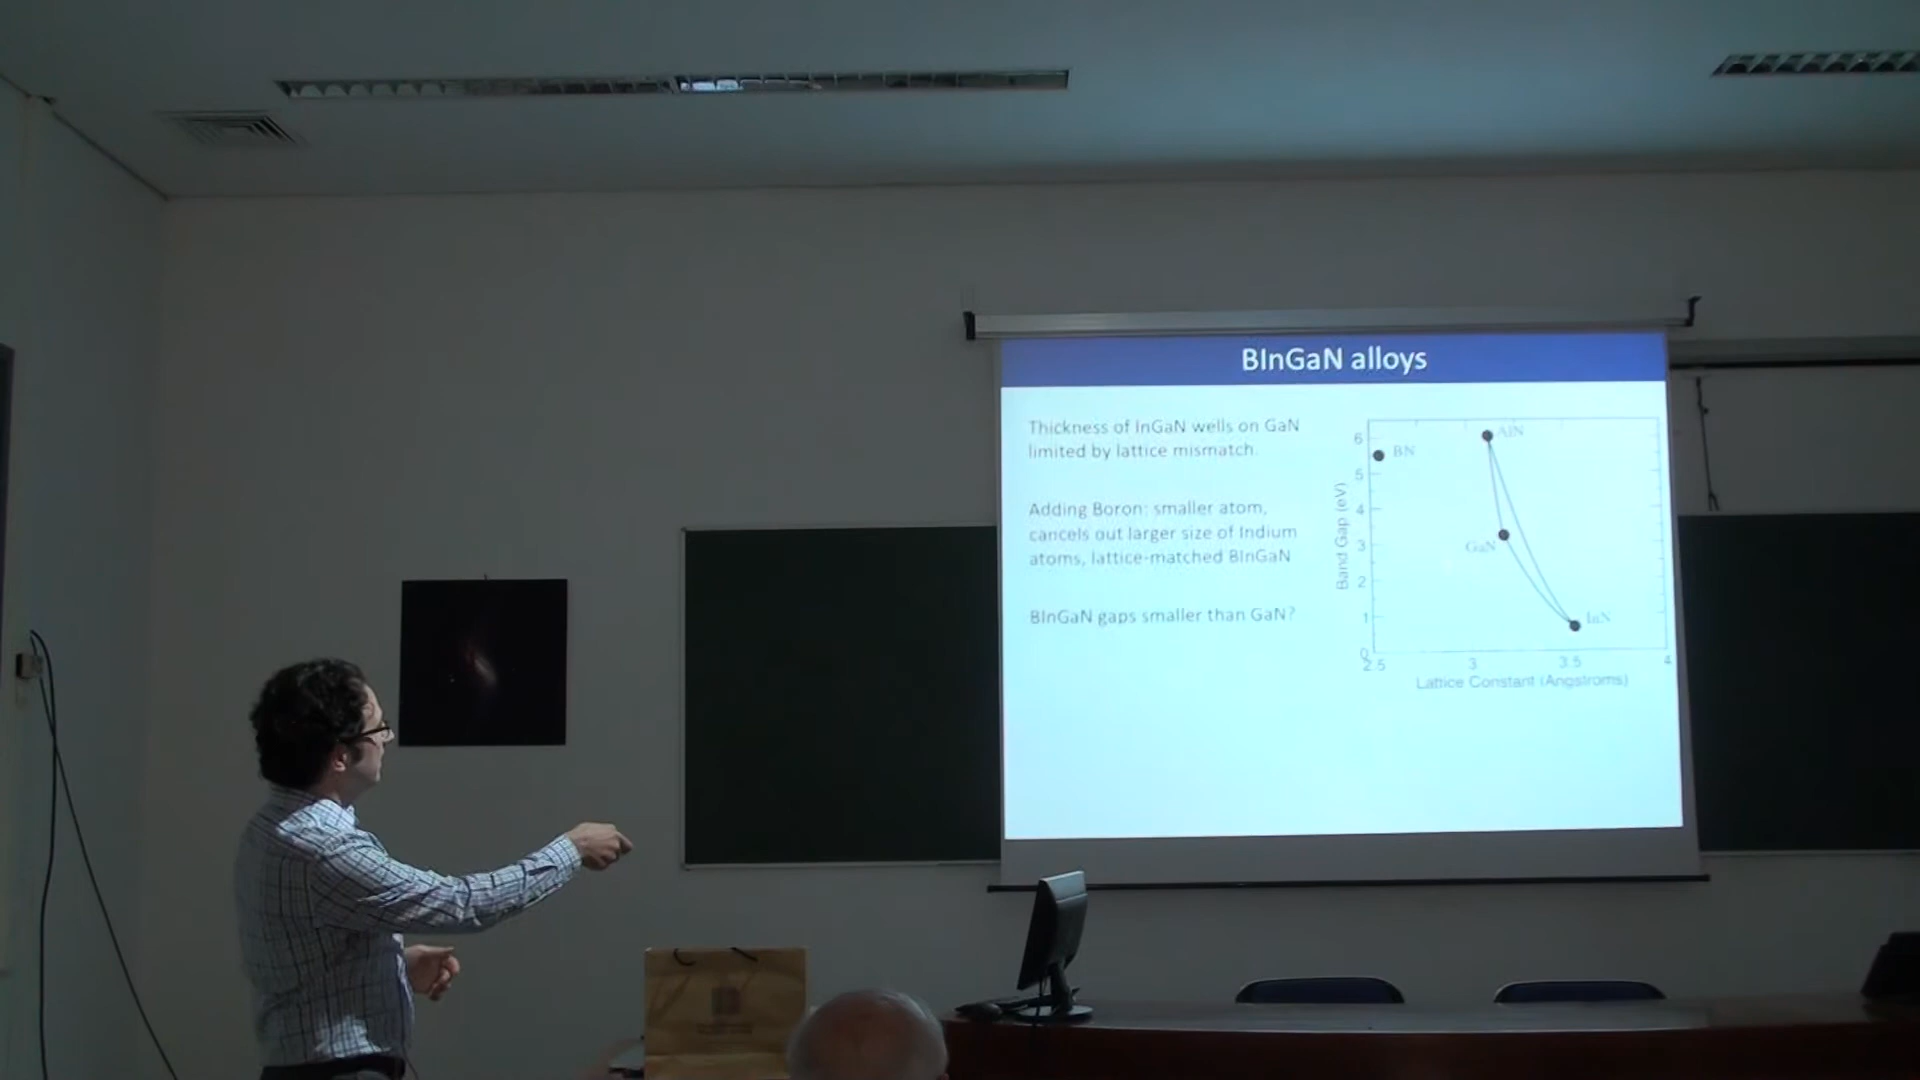 BInGaN alloys
Thickness of InGaN wells on GaN
limited by lattice mismatch.
Adding Boron: smaller atom,
cancels out larger size of Indium
atoms, lattice-matched BInGaN
BInGaN gaps smaller than GaN?
6
5
4
3
2
1
0
Band Gap (eV)
BN
AlN
GaN
InN
2.5
3
3.5
4
Lattice Constant (Angstroms)